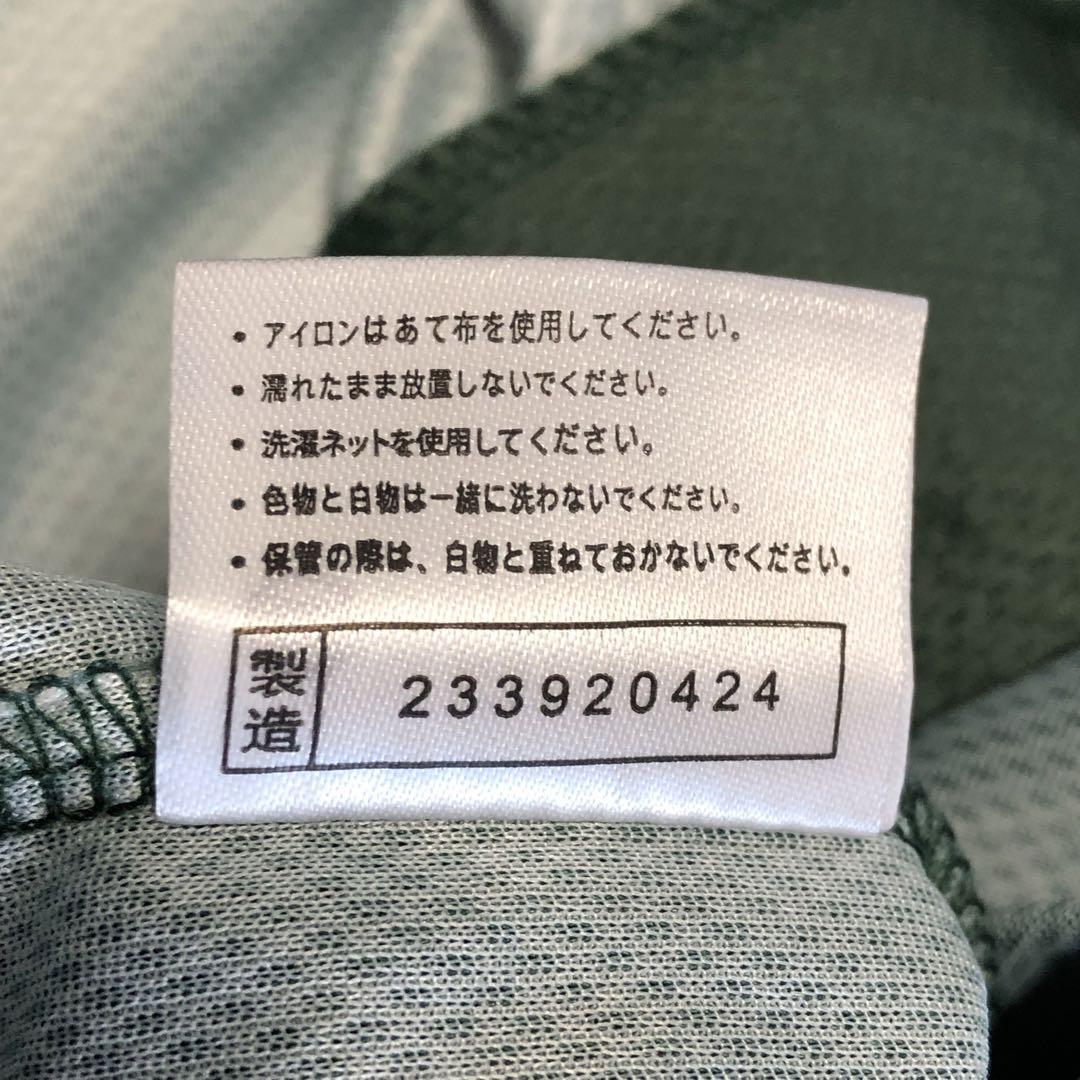 • アイロンはあて布を使用してください。
• 濡れたまま放置しないでください。
• 洗濯ネットを使用してください。
• 色物と白物は一緒に洗わないでください。
• 保管の際は、白物と重ねておかないでください。
製造 233920424